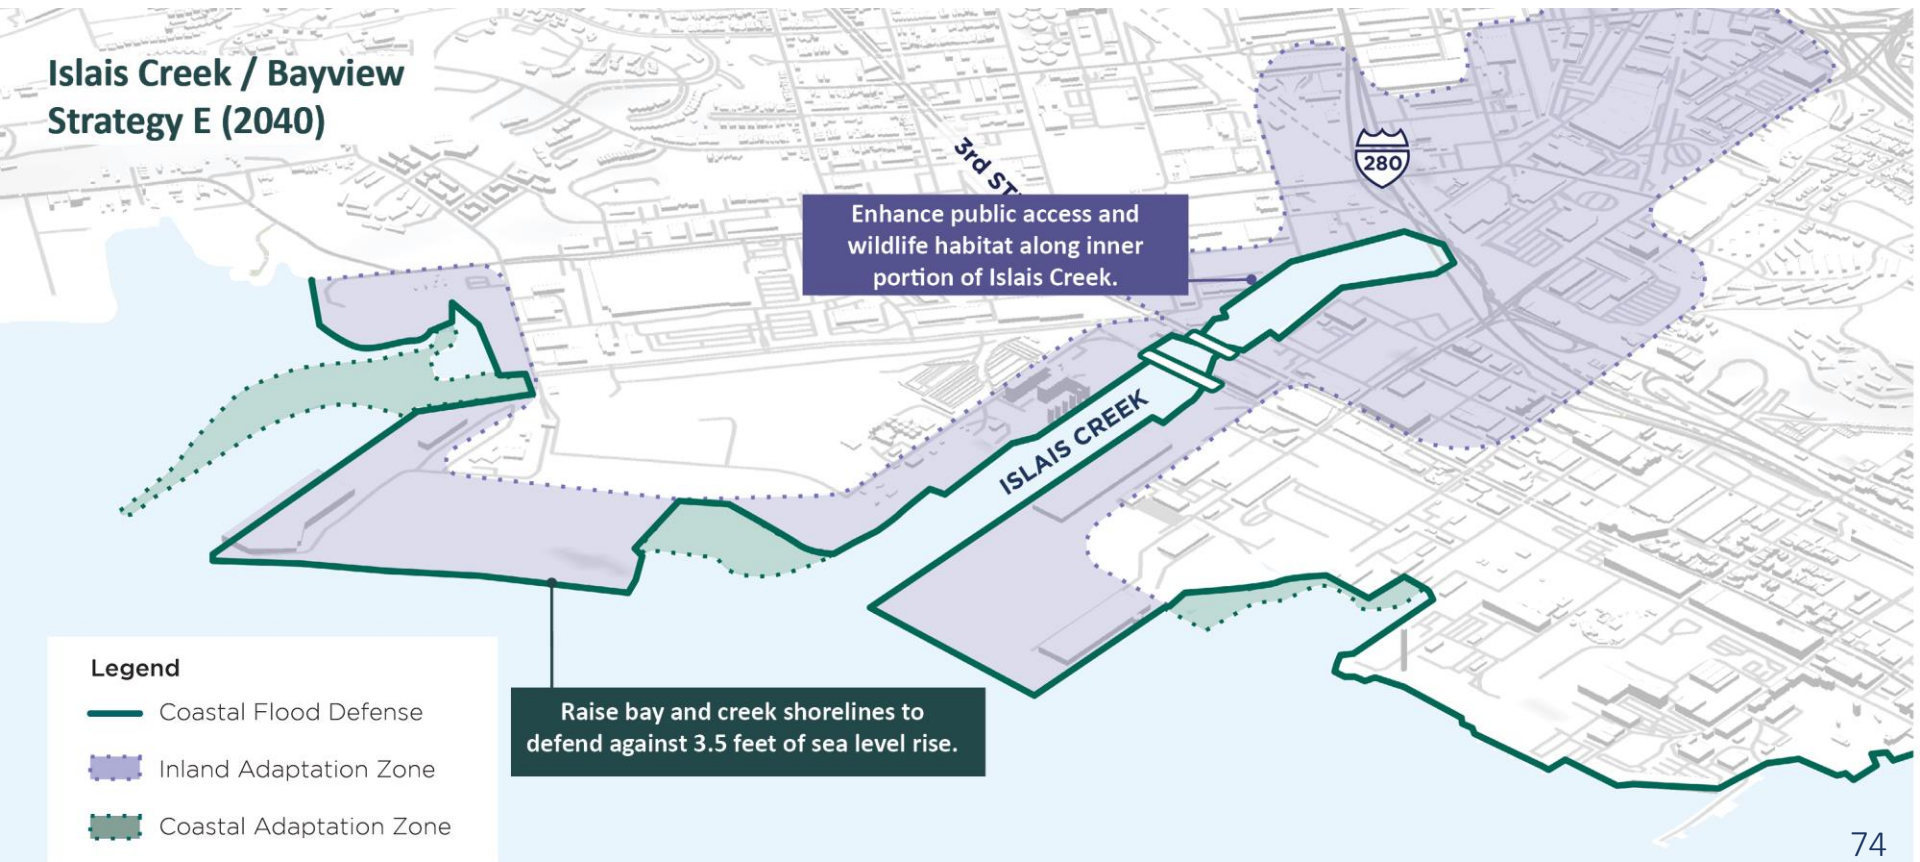 Islais Creek / Bayview
Strategy E (2040)
3rd ST
280
Enhance public access and
wildlife habitat along inner
portion of Islais Creek.
ISLAIS CREEK
Raise bay and creek shorelines to
defend against 3.5 feet of sea level rise.
Legend
Coastal Flood Defense
Inland Adaptation Zone
Coastal Adaptation Zone
74